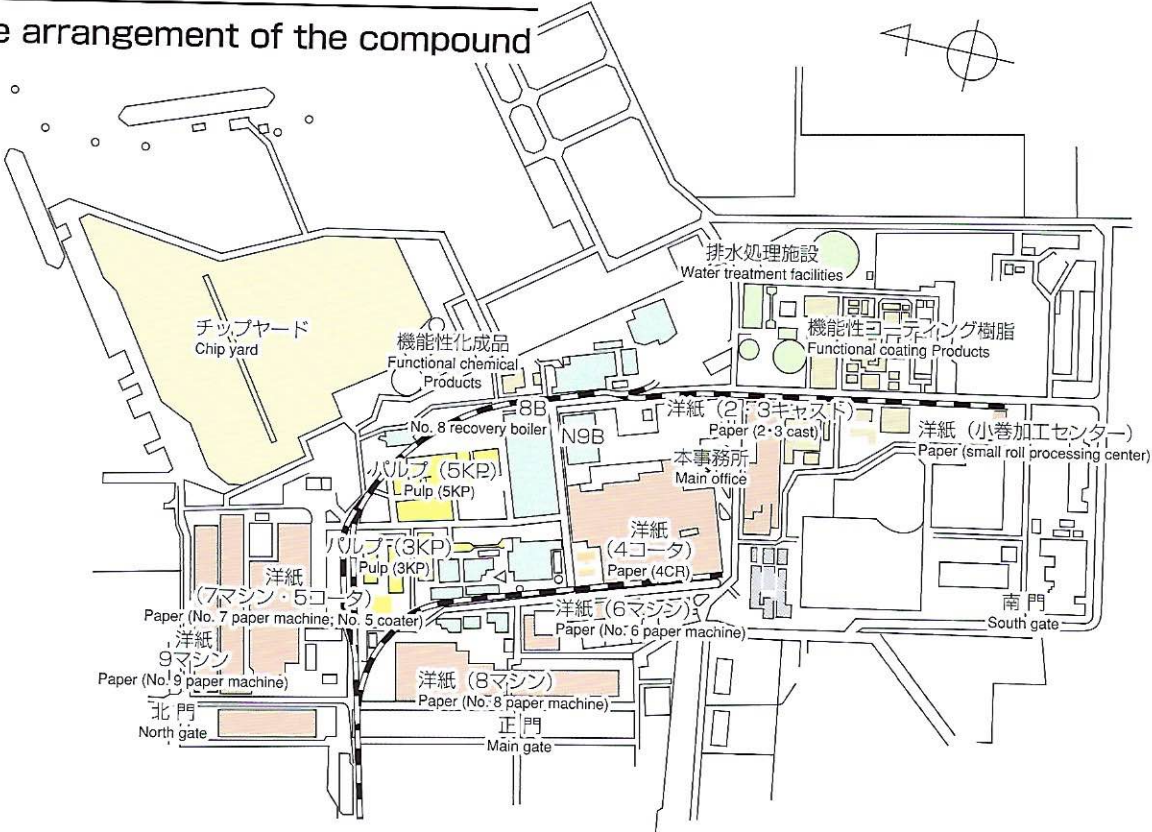 e arrangement of the compound
排水処理施設
Water treatment facilities
チップヤード
Chip yard
機能性化成品
Functional chemical
Products
機能性コーティング樹脂
Functional coating Products
8B
No. 8 recovery boiler
N9B
洋紙(2・3キャスト)
Paper (2•3 cast)
洋紙(小巻加工センター)
Paper (small roll processing center)
本事務所
Main office
パルプ(5KP)
Pulp (5KP)
洋紙
(4コータ)
Paper (4CR)
パルプ(3KP)
Pulp (3KP)
洋紙
(7マシン・5コータ)
Paper (No. 7 paper machine; No. 5 coater)
洋紙(6マシン)
Paper (No. 6 paper machine)
南門
South gate
洋紙
9マシン
Paper (No. 9 paper machine)
洋紙(8マシン)
Paper (No. 8 paper machine)
北門
North gate
正門
Main gate